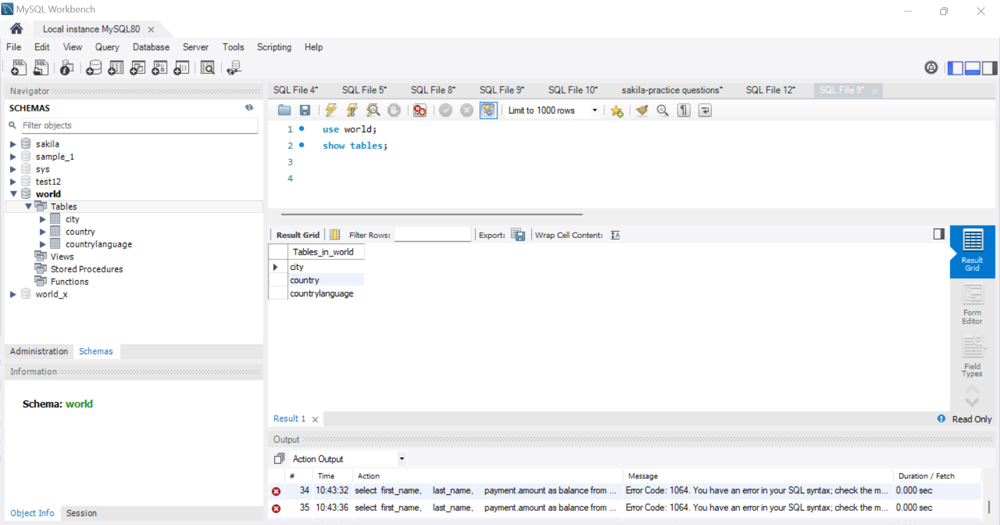 MySQL Workbench
Local instance MySQL80
File Edit View Query Database Server Tools Scripting Help
Navigator
SCHEMAS
Filter objects
sakila
sample_1
sys
test12
world
Tables
city
country
countrylanguage
Views
Stored Procedures
Functions
world_x
Administration Schemas
Information
Schema: world
Object Info Session
SQL File 4* SQL File 5* SQL File 8* SQL File 9* SQL File 10* sakila-practice questions* SQL File 12* SQL File 9*
Limit to 1000 rows
1 use world;
2 show tables;
3
4
Result Grid Filter Rows: Export: Wrap Cell Content:
Tables_in_world
city
country
countrylanguage
Result
Grid
Form
Editor
Field
Types
Result 1 Read Only
Output
Action Output
# Time Action Message Duration / Fetch
34 10:43:32 select first_name, last_name, payment.amount as balance from ... Error Code: 1064. You have an error in your SQL syntax; check the m... 0.000 sec
35 10:43:36 select first_name, last_name, payment.amount as balance from ... Error Code: 1064. You have an error in your SQL syntax; check the m... 0.000 sec